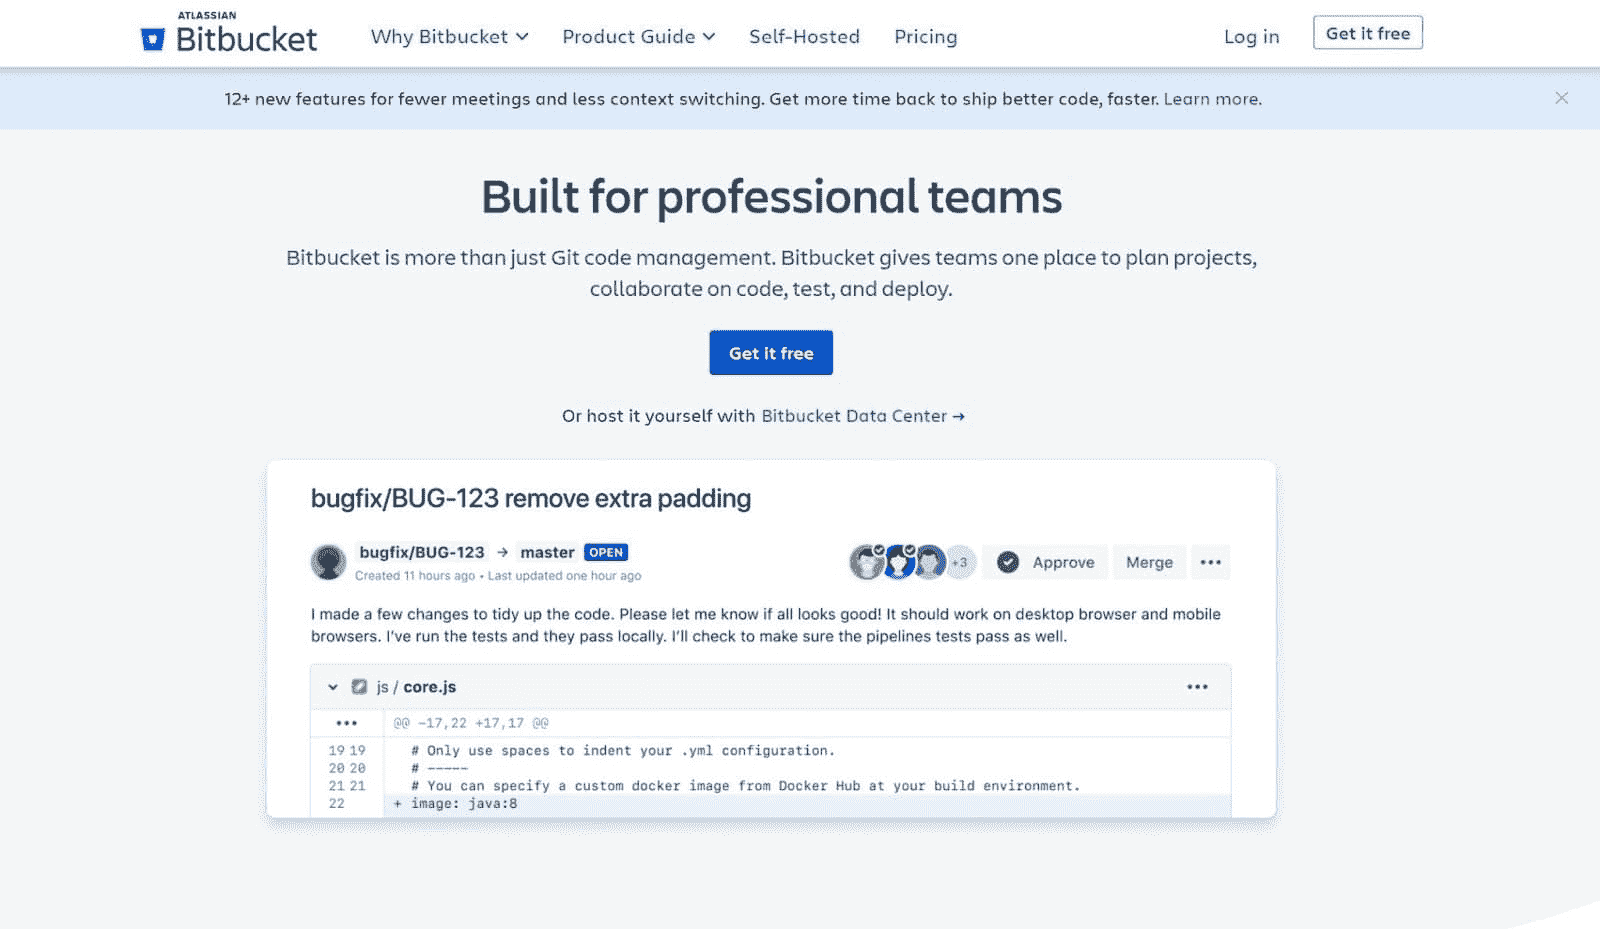 ATLASSIAN
Bitbucket
Why Bitbucket
Product Guide
Self-Hosted
Pricing
Log in
Get it free
12+ new features for fewer meetings and less context switching. Get more time back to ship better code, faster. Learn more.
Built for professional teams
Bitbucket is more than just Git code management. Bitbucket gives teams one place to plan projects,
collaborate on code, test, and deploy.
Get it free
Or host it yourself with Bitbucket Data Center →
bugfix/BUG-123 remove extra padding
bugfix/BUG-123 → master OPEN
Created 11 hours ago • Last updated one hour ago
+3
Approve
Merge
•••
I made a few changes to tidy up the code. Please let me know if all looks good! It should work on desktop browser and mobile
browsers. I've run the tests and they pass locally. I'll check to make sure the pipelines tests pass as well.
js / core.js
•••
••• @@ -17,22 +17,17 @@
19 19 # Only use spaces to indent your .yml configuration.
20 20 # -----
21 21 # You can specify a custom docker image from Docker Hub at your build environment.
22 + image: java:8